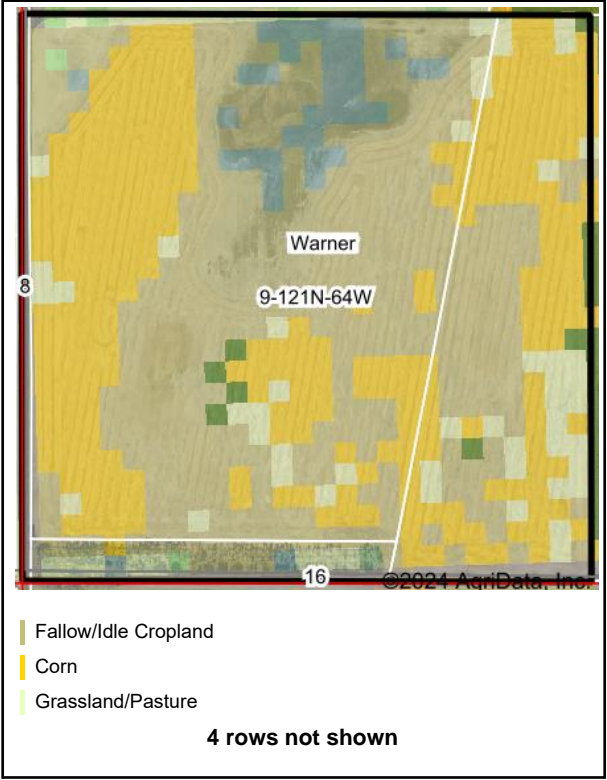 Warner
9-121N-64W
8
16
©2024 AgriData, Inc.
Fallow/Idle Cropland
Corn
Grassland/Pasture
4 rows not shown